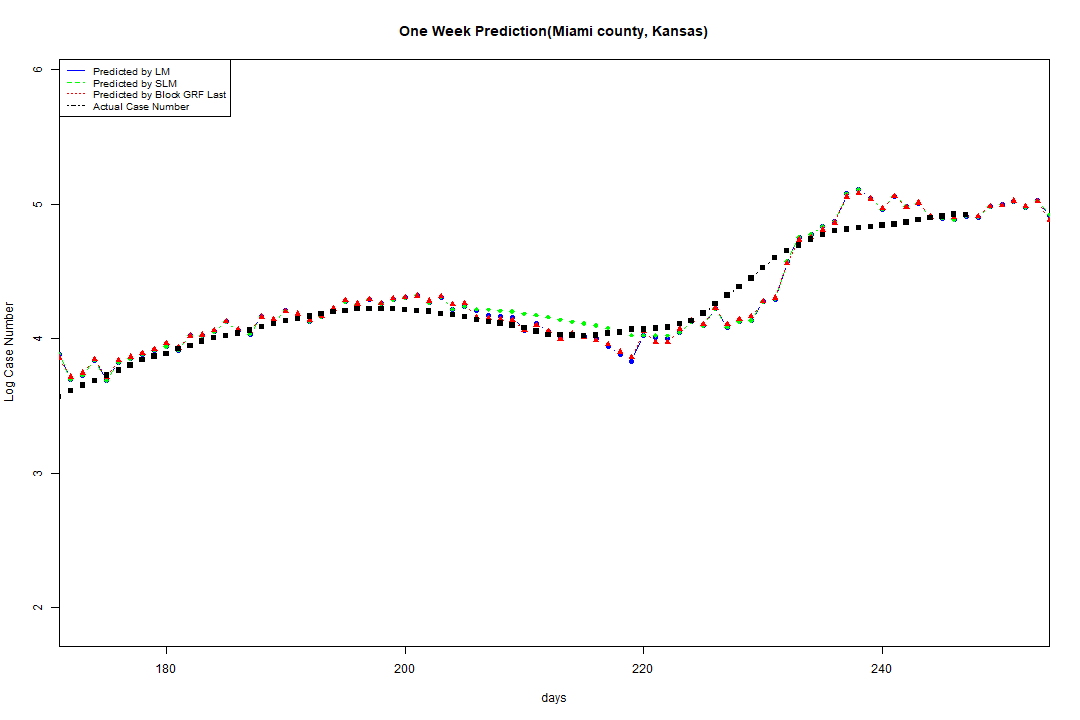 One Week Prediction(Miami county, Kansas)
Predicted by LM
Predicted by SLM
Predicted by Block GRF Last
Actual Case Number
6
5
4
3
2
Log Case Number
180
200
220
240
days